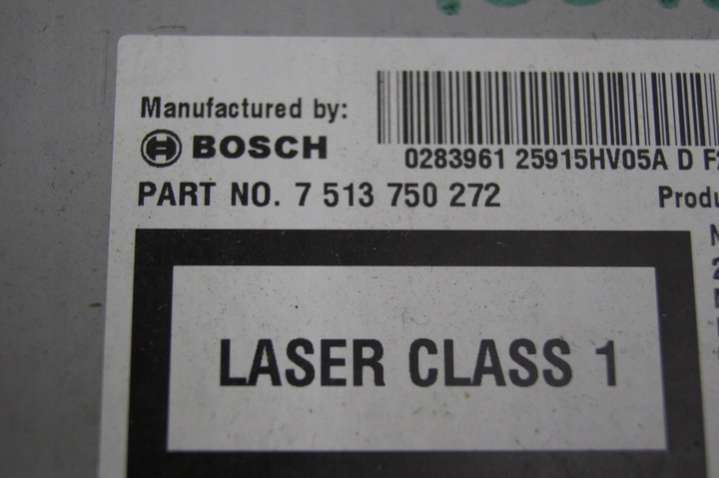 Manufactured by:
BOSCH
0283961 25915HV05A D
PART NO. 7 513 750 272
LASER CLASS 1